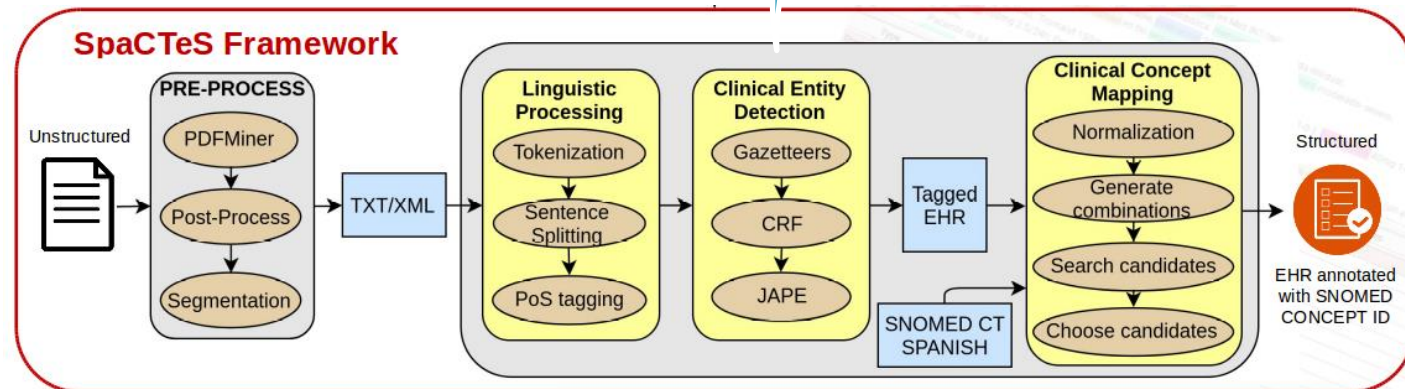 SpaCTeS Framework
Unstructured
PRE-PROCESS
PDFMiner
Post-Process
Segmentation
TXT/XML
Linguistic
Processing
Tokenization
Sentence
Splitting
PoS tagging
Clinical Entity
Detection
Gazetteers
CRF
JAPE
Tagged
EHR
SNOMED CT
SPANISH
Clinical Concept
Mapping
Normalization
Generate
combinations
Search candidates
Choose candidates
Structured
EHR annotated
with SNOMED
CONCEPT ID